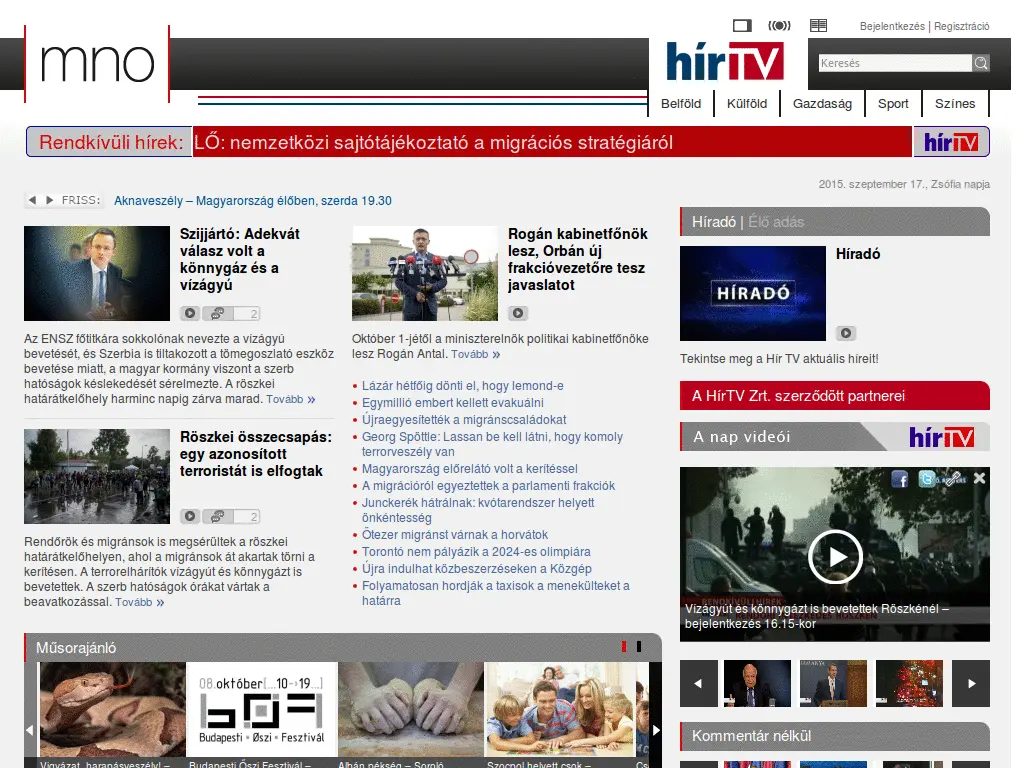 Bejelentkezés | Regisztráció
mno
hírTV
Keresés
Belföld
Külföld
Gazdaság
Sport
Színes
Rendkívüli hírek:
LŐ: nemzetközi sajtótájékoztató a migrációs stratégiáról
hírTV
2015. szeptember 17., Zsófia napja
FRISS:
Aknaveszély – Magyarország élőben, szerda 19.30
Szijjártó: Adekvát
válasz volt a
könnygáz és a
vízágyú
2
Az ENSZ főtitkára sokkolónak nevezte a vízágyú
bevetését, és Szerbia is tiltakozott a tömegoszlató eszköz
bevetése miatt, a magyar kormány viszont a szerb
hatóságok késlekedését sérelmezte. A röszkei
határátkelőhely harminc napig zárva marad. Tovább »
Röszkei összecsapás:
egy azonosított
terroristát is elfogtak
2
Rendőrök és migránsok is megsérültek a röszkei
határátkelőhelyen, ahol a migránsok át akartak törni a
kerítésen. A terrorelhárítók vízágyút és könnygázt is
bevetettek. A szerb hatóságok órákat vártak a
beavatkozással. Tovább »
Rogán kabinetfőnök
lesz, Orbán új
frakcióvezetőre tesz
javaslatot
Október 1-jétől a miniszterelnök politikai kabinetfőnöke
lesz Rogán Antal. Tovább »
Lázár hétfőig dönti el, hogy lemond-e
Egymillió embert kellett evakuálni
Újraegyesítették a migránscsaládokat
Georg Spöttle: Lassan be kell látni, hogy komoly
terrorveszély van
Magyarország előrelátó volt a kerítéssel
A migrációról egyeztettek a parlamenti frakciók
Junckerék hátrálnak: kvótarendszer helyett
önkéntesség
Ötezer migránst várnak a horvátok
Torontó nem pályázik a 2024-es olimpiára
Újra indulhat közbeszerzéseken a Közgép
Folyamatosan hordják a taxisok a menekülteket a
határra
Híradó | Élő adás
HÍRADÓ
Híradó
Tekintse meg a Hír TV aktuális híreit!
A HírTV Zrt. szerződött partnerei
A nap videói
hírTV
RENDKÍVÜLI HÍREK
Vízágyút és könnygázt is bevetettek Röszkénél –
bejelentkezés 16.15-kor
Kommentár nélkül
Műsorajánló
08.október[...10→19...]
böf
Budapesti Őszi Fesztivál
Vigyázat, harapásveszély! –
Budapesti Őszi Fesztivál –
Albán pékség – Soroló
Szocpol helyett csok –